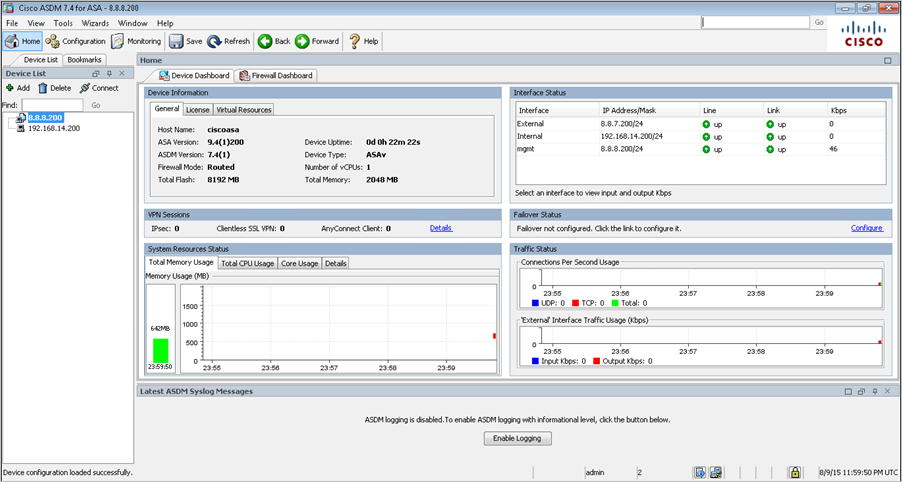 Cisco ASDM 7.4 for ASA - 8.8.8.200
File View Tools Wizards Window Help
Go
Home Configuration Monitoring Save Refresh Back Forward Help
CISCO
Device List Bookmarks
Home
Device List
Device Dashboard Firewall Dashboard
Add Delete Connect
Find: Go
8.8.8.200
192.168.14.200
Device Information
General License Virtual Resources
Host Name: ciscoasa
ASA Version: 9.4(1)200 Device Uptime: 0d 0h 22m 22s
ASDM Version: 7.4(1) Device Type: ASAv
Firewall Mode: Routed Number of vCPUs: 1
Total Flash: 8192 MB Total Memory: 2048 MB
Interface Status
Interface IP Address/Mask Line Link Kbps
External 8.8.7.200/24 up up 0
Internal 192.168.14.200/24 up up 0
mgmt 8.8.8.200/24 up up 46
Select an interface to view input and output Kbps
VPN Sessions
IPsec: 0 Clientless SSL VPN: 0 AnyConnect Client: 0 Details
Failover Status
Failover not configured. Click the link to configure it. Configure
System Resources Status
Total Memory Usage Total CPU Usage Core Usage Details
Memory Usage (MB)
642MB
23:59:50
1500
1000
500
0
23:55 23:56 23:57 23:58 23:59
Traffic Status
Connections Per Second Usage
0
23:55 23:56 23:57 23:58 23:59
UDP: 0 TCP: 0 Total: 0
'External' Interface Traffic Usage (Kbps)
0
23:55 23:56 23:57 23:58 23:59
Input Kbps: 0 Output Kbps: 0
Latest ASDM Syslog Messages
ASDM logging is disabled.To enable ASDM logging with informational level, click the button below.
Enable Logging
Device configuration loaded successfully. admin 2 8/9/15 11:59:50 PM UTC